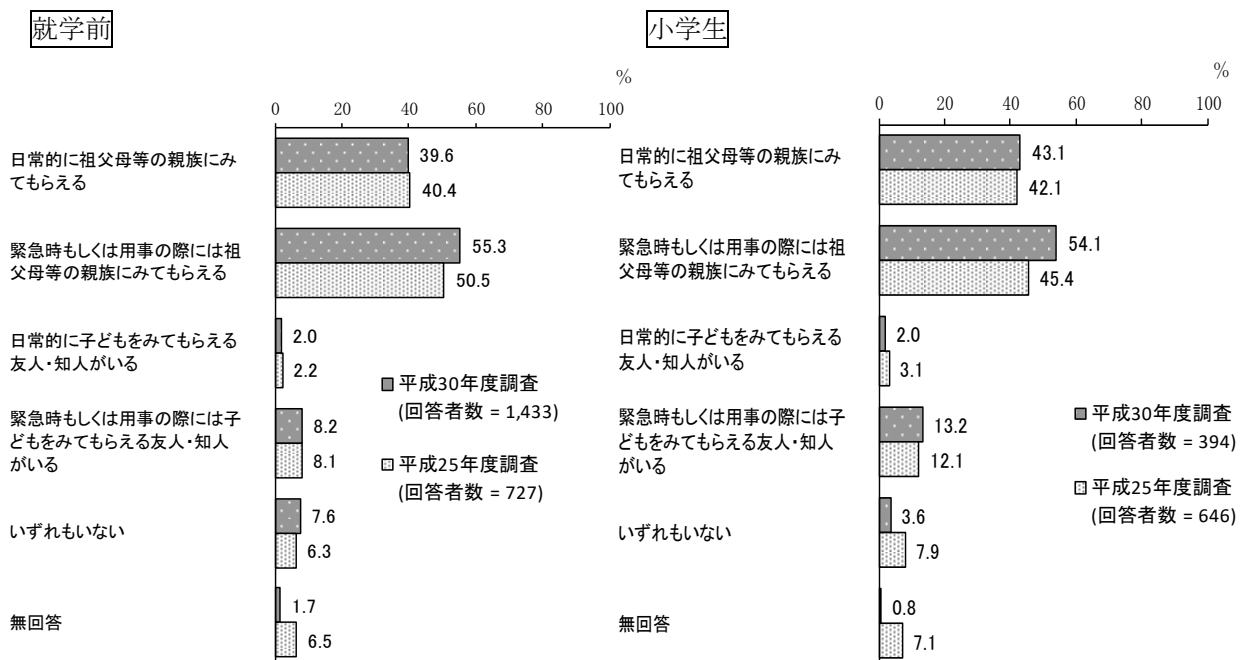 就学前
%
0 20 40 60 80 100
日常的に祖父母等の親族にみ
てもらえる
39.6
40.4
緊急時もしくは用事の際には祖
父母等の親族にみてもらえる
55.3
50.5
日常的に子どもをみてもらえる
友人・知人がいる
2.0
2.2
緊急時もしくは用事の際には子
どもをみてもらえる友人・知人
がいる
8.2
8.1
いずれもいない
7.6
6.3
無回答
1.7
6.5
平成30年度調査
(回答者数 = 1,433)
平成25年度調査
(回答者数 = 727)
小学生
%
0 20 40 60 80 100
日常的に祖父母等の親族にみ
てもらえる
43.1
42.1
緊急時もしくは用事の際には祖
父母等の親族にみてもらえる
54.1
45.4
日常的に子どもをみてもらえる
友人・知人がいる
2.0
3.1
緊急時もしくは用事の際には子
どもをみてもらえる友人・知人
がいる
13.2
12.1
いずれもいない
3.6
7.9
無回答
0.8
7.1
平成30年度調査
(回答者数 = 394)
平成25年度調査
(回答者数 = 646)